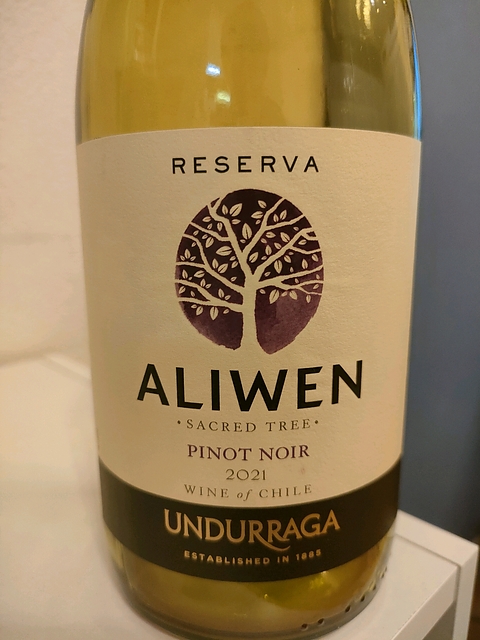 RESERVA
ALIWEN
•SACRED TREE•
PINOT NOIR
2021
WINE of CHILE
UNDURRAGA
ESTABLISHED IN 1885